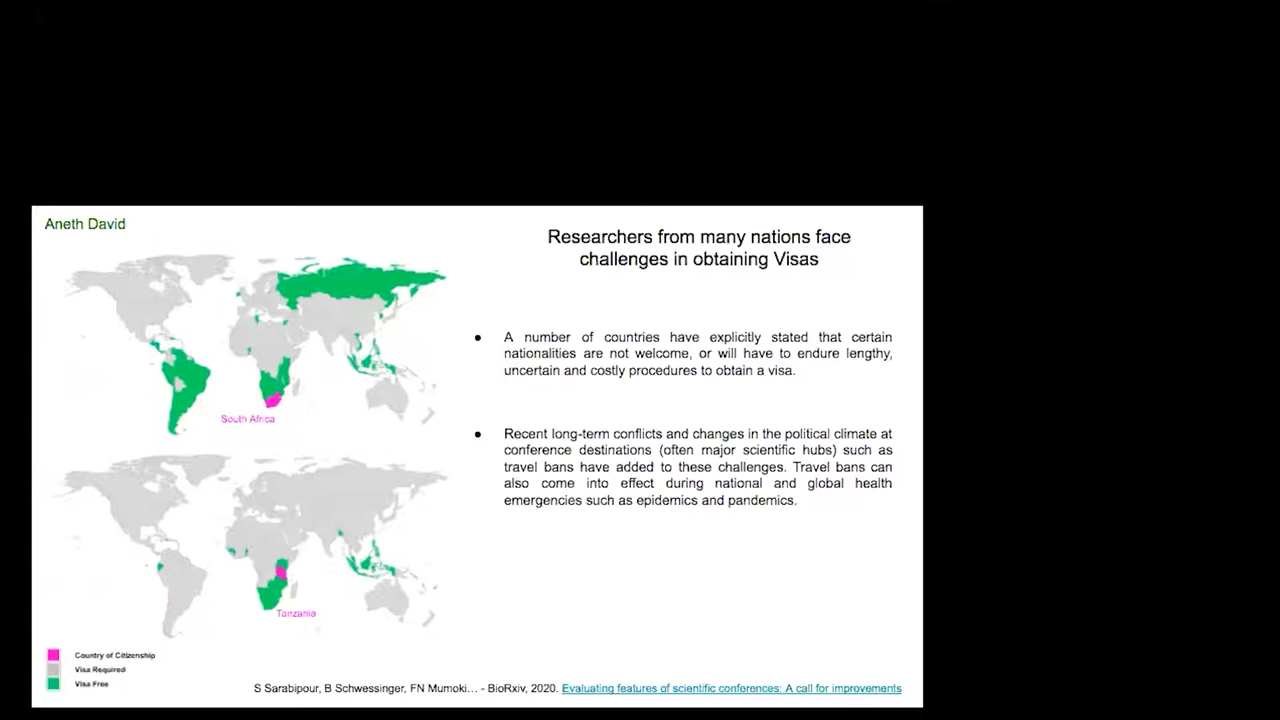 Aneth David
Researchers from many nations face
challenges in obtaining Visas
● A number of countries have explicitly stated that certain
nationalities are not welcome, or will have to endure lengthy,
uncertain and costly procedures to obtain a visa.
● Recent long-term conflicts and changes in the political climate at
conference destinations (often major scientific hubs) such as
travel bans have added to these challenges. Travel bans can
also come into effect during national and global health
emergencies such as epidemics and pandemics.
South Africa
Tanzania
Country of Citizenship
Visa Required
Visa Free
S Sarabipour, B Schwessinger, FN Mumoki... - BioRxiv, 2020. Evaluating features of scientific conferences: A call for improvements